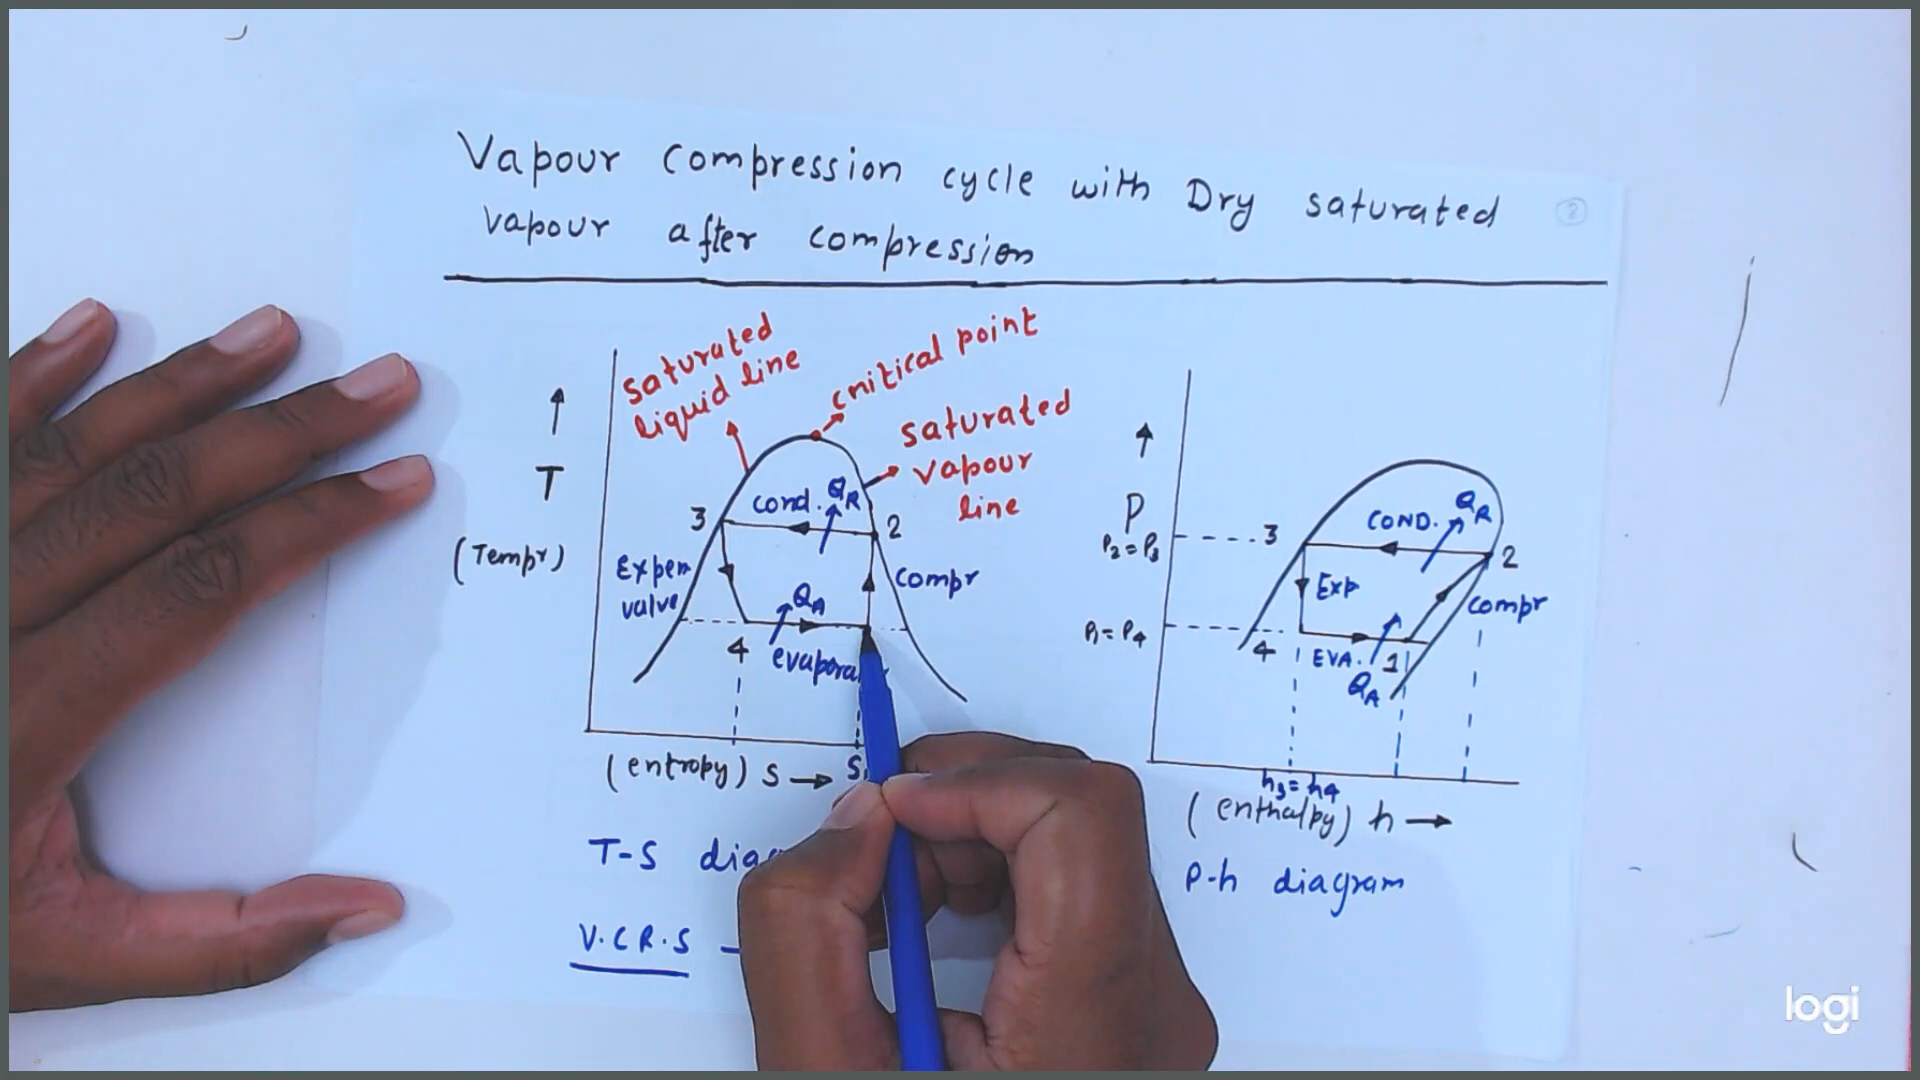 Vapour compression cycle with Dry saturated
vapour after compression
saturated
liquid line
critical point
saturated
vapour
line
T
(Tempr)
3
Cond. QR
2
Expen
valve
compr
QA
4
evapora
(entropy) S → S
T-S diag
V.C.R.S -
P
P2 = P3
3
COND. QR
2
Exp
compr
P1 = P4
4
EVA. 1
QA
h3 = h4
(enthalpy) h →
P-h diagram
logi